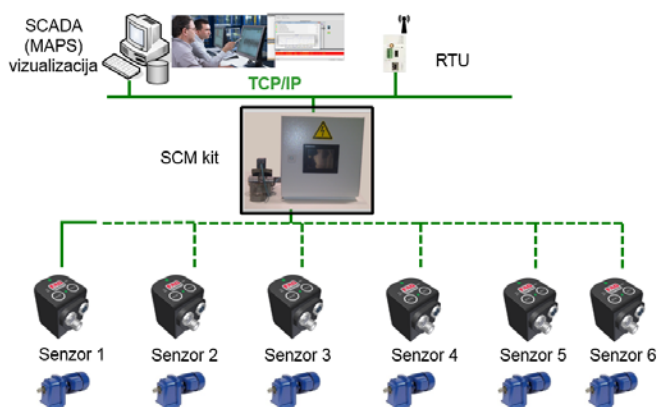 SCADA
(MAPS)
vizualizacija
RTU
TCP/IP
SCM kit
Senzor 1
Senzor 2
Senzor 3
Senzor 4
Senzor 5
Senzor 6